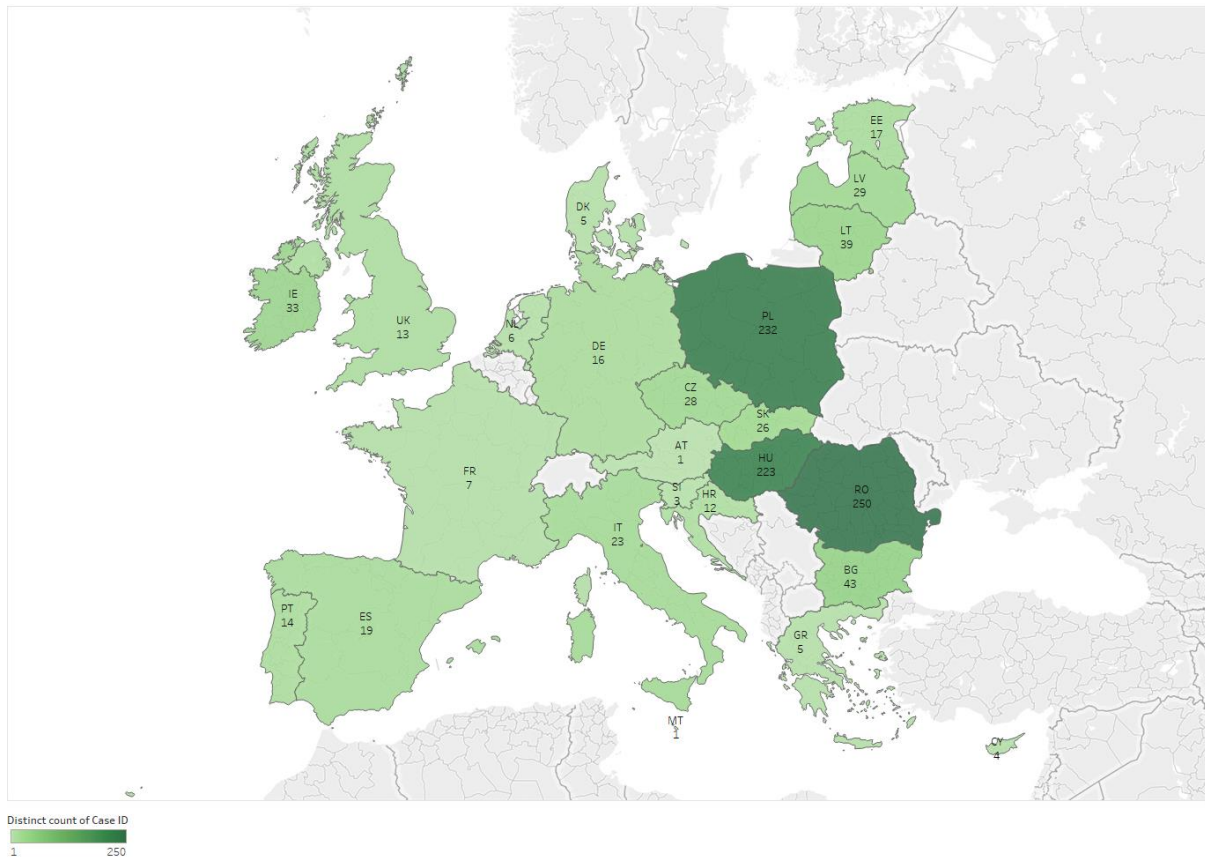 EE
17
LV
29
DK
5
LT
39
IE
33
UK
13
NL
6
PL
232
DE
16
CZ
28
SK
26
AT
1
HU
223
FR
7
SI
3
HR
12
RO
250
IT
23
BG
43
PT
14
ES
19
GR
5
MT
1
CY
4
Distinct count of Case ID
1 250